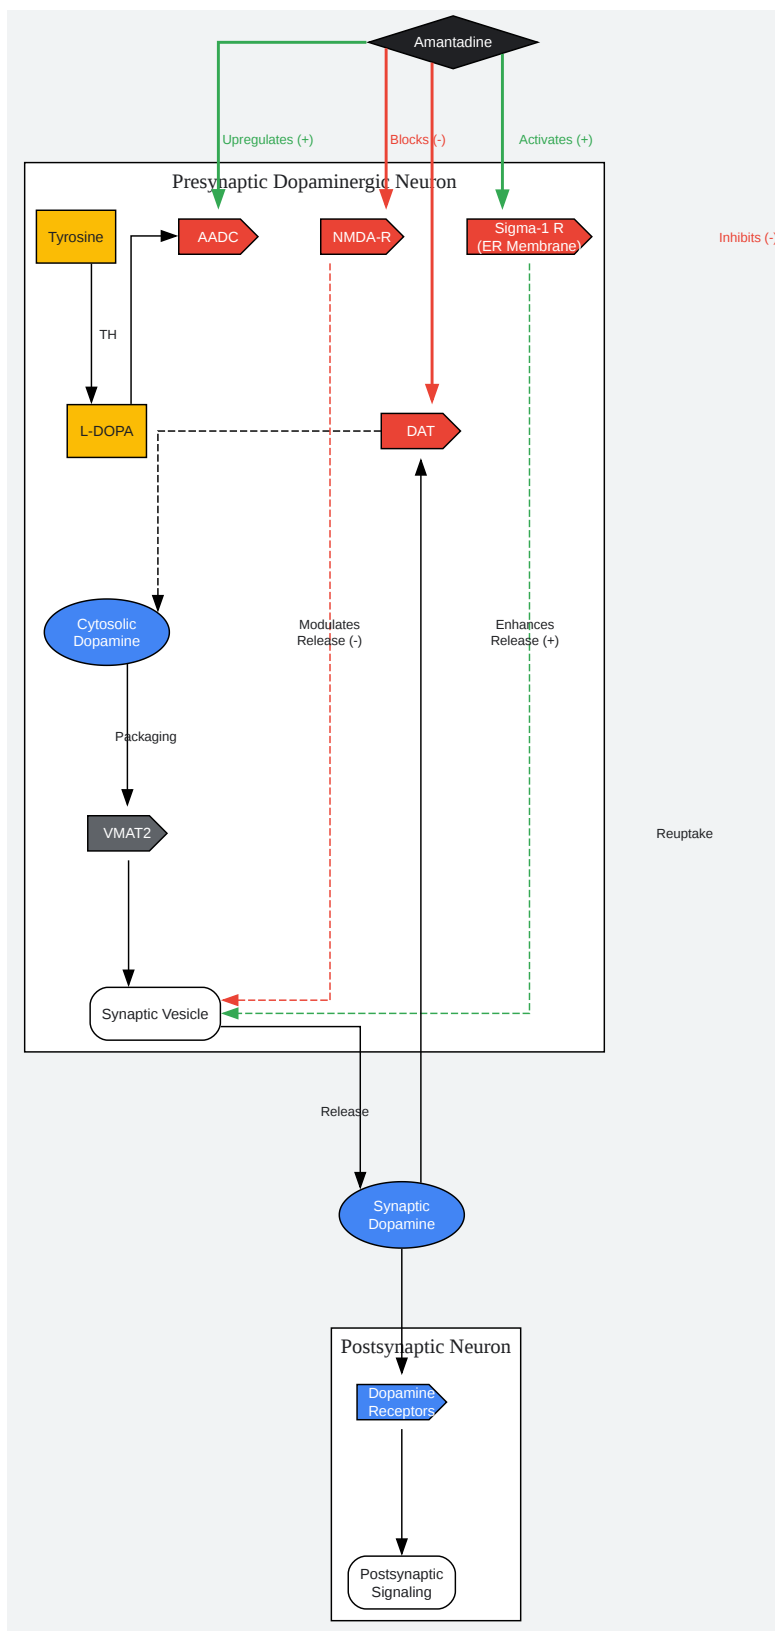 Amantadine
Upregulates (+)
Blocks (-)
Activates (+)
Presynaptic Dopaminergic Neuron
Tyrosine
AADC
NMDA-R
Sigma-1 R
(ER Membrane)
Inhibits (-)
TH
L-DOPA
DAT
Cytosolic
Dopamine
Modulates
Release (-)
Enhances
Release (+)
Packaging
VMAT2
Reuptake
Synaptic Vesicle
Release
Synaptic
Dopamine
Postsynaptic Neuron
Dopamine
Receptors
Postsynaptic
Signaling